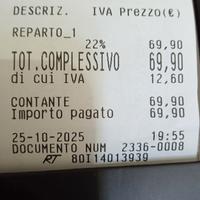 DESCRIZ. IVA Prezzo(€)
REPARTO_1
22% 69,90
TOT.COMPLESSIVO 69,90
di cui IVA 12,60
CONTANTE 69,90
Importo pagato 69,90
25-10-2025 19:55
DOCUMENTO NUM 2336-0008
RT 80I14013939